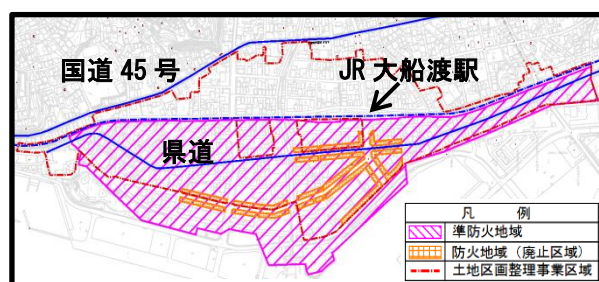 国道 45 号
JR 大船渡駅
県道
凡 例
準防火地域
防火地域（廃止区域）
土地区画整理事業区域